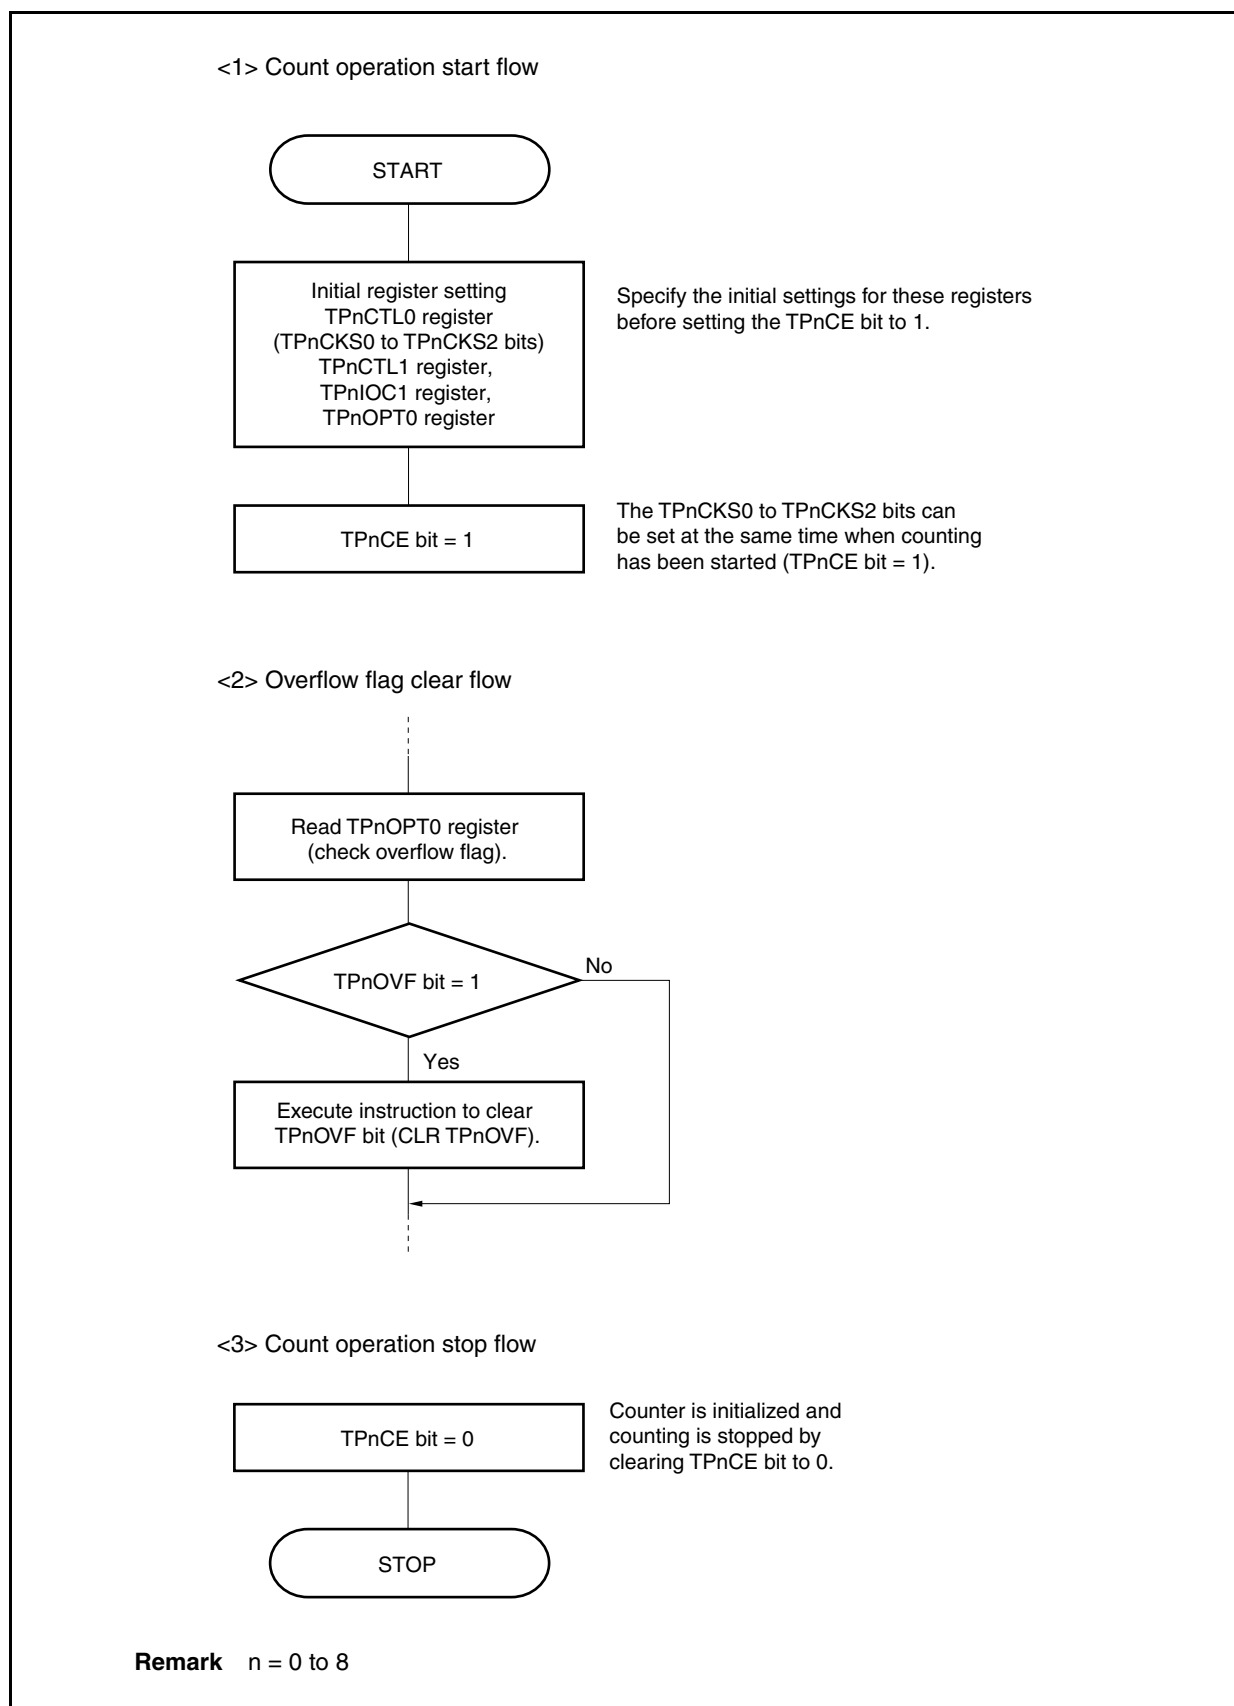 <1> Count operation start flow
START
Initial register setting
TPnCTL0 register
(TPnCKS0 to TPnCKS2 bits)
TPnCTL1 register,
TPnIOC1 register,
TPnOPT0 register
Specify the initial settings for these registers
before setting the TPnCE bit to 1.
TPnCE bit = 1
The TPnCKS0 to TPnCKS2 bits can
be set at the same time when counting
has been started (TPnCE bit = 1).
<2> Overflow flag clear flow
Read TPnOPT0 register
(check overflow flag).
TPnOVF bit = 1
No
Yes
Execute instruction to clear
TPnOVF bit (CLR TPnOVF).
<3> Count operation stop flow
TPnCE bit = 0
Counter is initialized and
counting is stopped by
clearing TPnCE bit to 0.
STOP
Remark n = 0 to 8